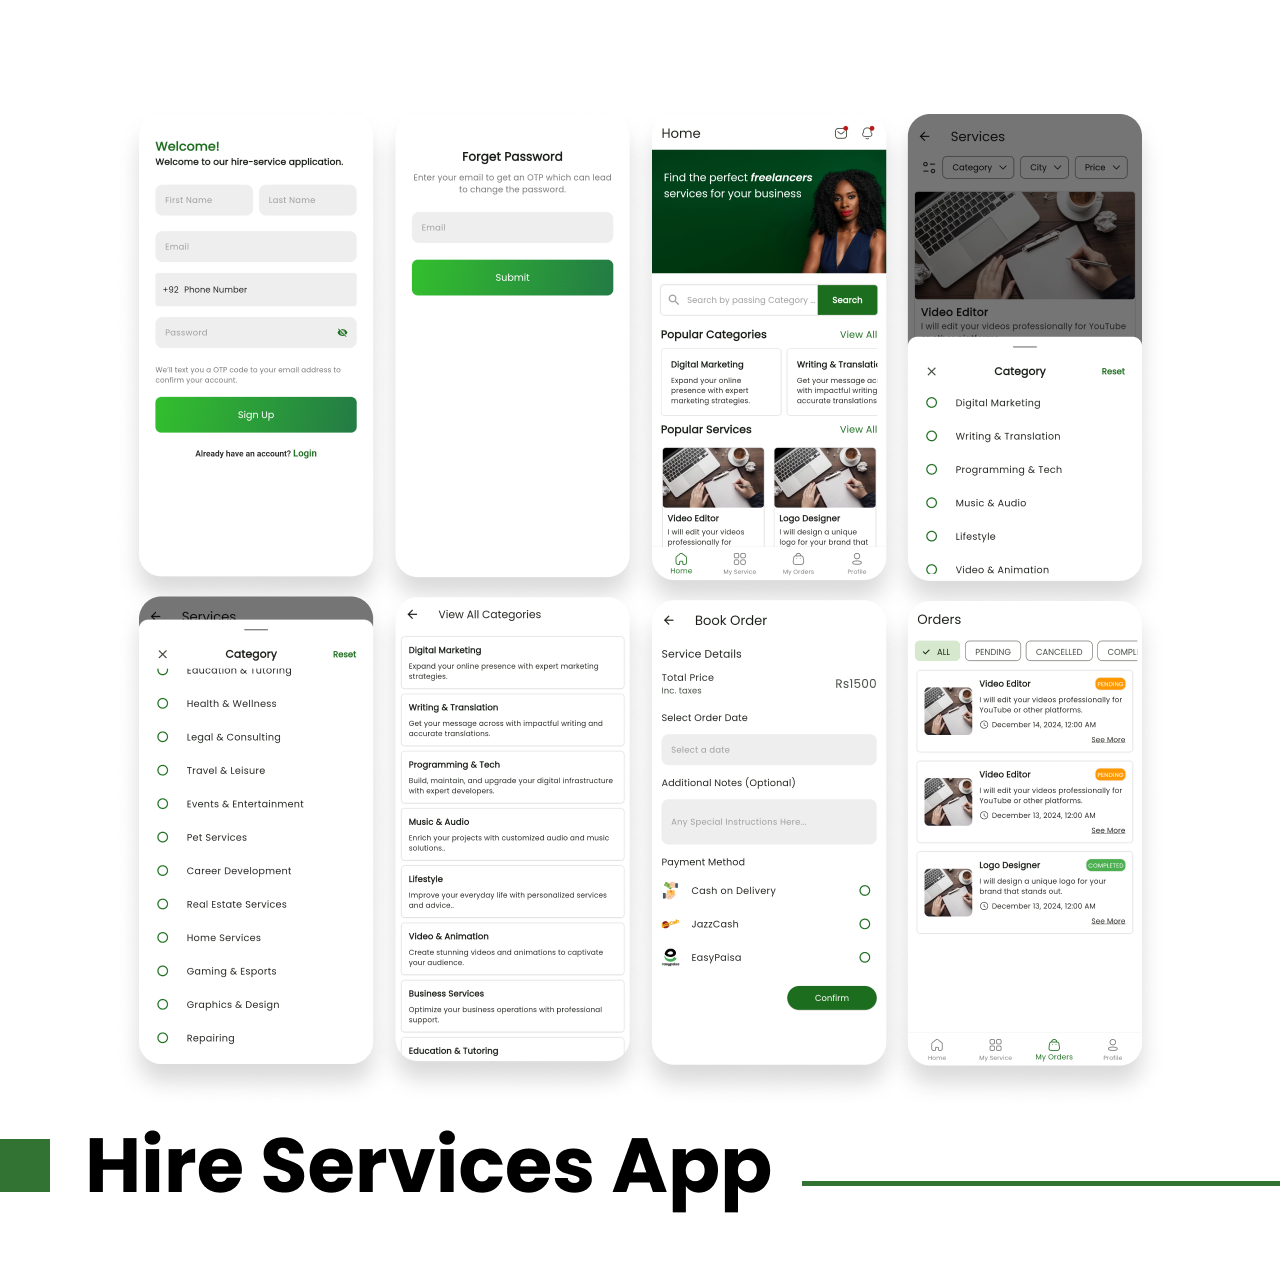 Welcome!
Welcome to our hire-service application.
First Name
Last Name
Email
+92 Phone Number
Password
We'll text you a OTP code to your email address to
confirm your account.
Sign Up
Already have an account? Login
Forget Password
Enter your email to get an OTP which can lead
to change the password.
Email
Submit
Home
Find the perfect freelancers
services for your business
Search by passing Category ...
Search
Popular Categories
View All
Digital Marketing
Expand your online
presence with expert
marketing strategies.
Writing & Translatio
Get your message ac
with impactful writing
accurate translations
Popular Services
View All
Video Editor
I will edit your videos
professionally for
Logo Designer
I will design a unique
logo for your brand that
Home
My Service
My Orders
Profile
Services
Category
City
Price
Video Editor
I will edit your videos professionally for YouTube
Category
Reset
Digital Marketing
Writing & Translation
Programming & Tech
Music & Audio
Lifestyle
Video & Animation
Services
Category
Reset
Education & Tutoring
Health & Wellness
Legal & Consulting
Travel & Leisure
Events & Entertainment
Pet Services
Career Development
Real Estate Services
Home Services
Gaming & Esports
Graphics & Design
Repairing
View All Categories
Digital Marketing
Expand your online presence with expert marketing
strategies.
Writing & Translation
Get your message across with impactful writing and
accurate translations.
Programming & Tech
Build, maintain, and upgrade your digital infrastructure
with expert developers.
Music & Audio
Enrich your projects with customized audio and music
solutions..
Lifestyle
Improve your everyday life with personalized services
and advice..
Video & Animation
Create stunning videos and animations to captivate
your audience.
Business Services
Optimize your business operations with professional
support.
Education & Tutoring
Book Order
Service Details
Total Price
Inc. taxes
Rs1500
Select Order Date
Select a date
Additional Notes (Optional)
Any Special Instructions Here...
Payment Method
Cash on Delivery
JazzCash
EasyPaisa
Confirm
Orders
ALL
PENDING
CANCELLED
COMPL
Video Editor
PENDING
I will edit your videos professionally for
YouTube or other platforms.
December 14, 2024, 12:00 AM
See More
Video Editor
PENDING
I will edit your videos professionally for
YouTube or other platforms.
December 13, 2024, 12:00 AM
See More
Logo Designer
COMPLETED
I will design a unique logo for your
brand that stands out.
December 13, 2024, 12:00 AM
See More
Home
My Service
My Orders
Profile
Hire Services App